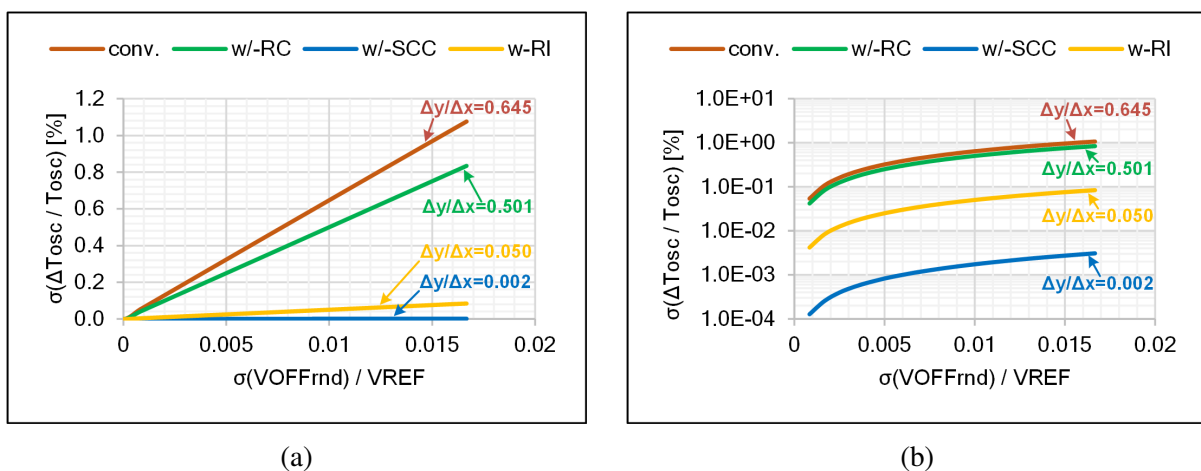 conv. w/-RC w/-SCC w-RI
σ(ΔTosc / Tosc) [%]
1.2
1.0
0.8
0.6
0.4
0.2
0.0
Δy/Δx=0.645
Δy/Δx=0.501
Δy/Δx=0.050
Δy/Δx=0.002
0 0.005 0.01 0.015 0.02
σ(VOFFrnd) / VREF
(a)
conv. w/-RC w/-SCC w-RI
σ(ΔTosc / Tosc) [%]
1.0E+01
1.0E+00
1.0E-01
1.0E-02
1.0E-03
1.0E-04
Δy/Δx=0.645
Δy/Δx=0.501
Δy/Δx=0.050
Δy/Δx=0.002
0 0.005 0.01 0.015 0.02
σ(VOFFrnd) / VREF
(b)